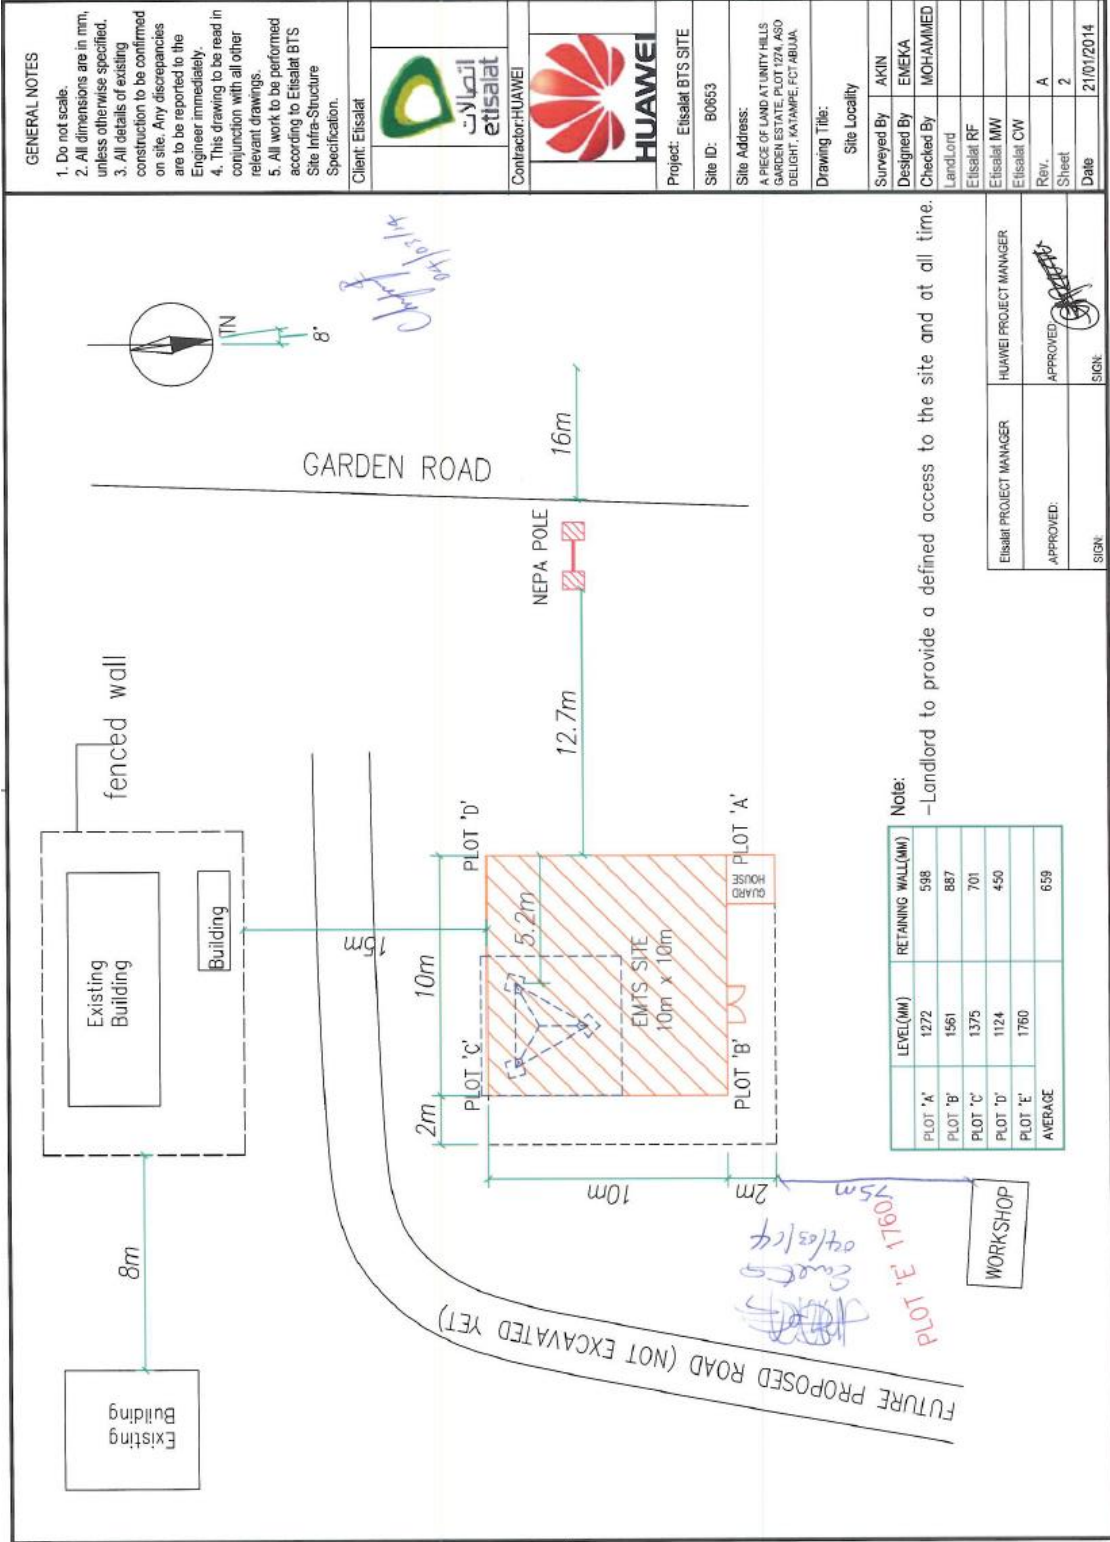 GENERAL NOTES
1. Do not scale.
2. All dimensions are in mm,
unless otherwise specified.
3. All details of existing
construction to be confirmed
on site. Any discrepancies
are to be reported to the
Engineer immediately.
4. This drawing to be read in
conjunction with all other
relevant drawings.
5. All work to be performed
according to Etisalat BTS
Site Infra-Structure
Specification.
Client: Etisalat
اتصالات
etisalat
Contractor:HUAWEI
HUAWEI
Project: Etisalat BTS SITE
Site ID: B0653
Site Address:
A PIECE OF LAND AT UNITY HILLS
GARDEN ESTATE, PLOT 1274, ASO
DELIGHT, KATAMPE, FCT ABUJA
Drawing Title:
Site Locality
Surveyed By AKIN
Designed By EMEKA
Checked By MOHAMMED
LandLord
Etisalat RF
Etisalat MW
Etisalat CW
Rev. A
Sheet 2
Date 21/01/2014
TN
8°
04/03/14
GARDEN ROAD
16m
NEPA POLE
12.7m
fenced wall
Existing
Building
Building
8m
Existing
Building
15m
10m
2m
PLOT 'C'
PLOT 'D'
5.2m
EMTS SITE
10m x 10m
GUARD
HOUSE
PLOT 'A'
PLOT 'B'
10m
2m
75m
04/03/14
PLOT 'E' 1760
WORKSHOP
FUTURE PROPOSED ROAD (NOT EXCAVATED YET)
LEVEL(MM) RETAINING WALL(MM)
PLOT 'A' 1272 598
PLOT 'B' 1561 887
PLOT 'C' 1375 701
PLOT 'D' 1124 450
PLOT 'E' 1760
AVERAGE 659
Note:
-Landlord to provide a defined access to the site and at all time.
Etisalat PROJECT MANAGER HUAWEI PROJECT MANAGER
APPROVED: APPROVED:
SIGN: SIGN: